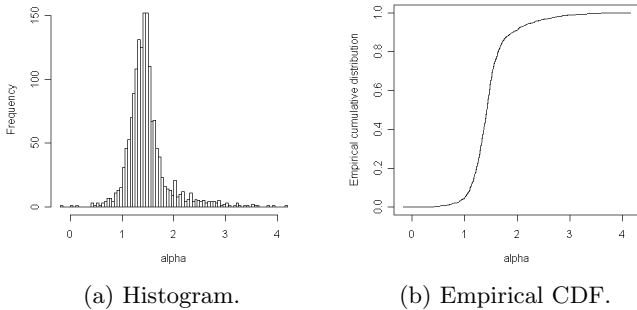 Frequency
0 50 100 150
0 1 2 3 4
alpha
(a) Histogram.
Empirical cumulative distribution
0.0 0.2 0.4 0.6 0.8 1.0
0 1 2 3 4
alpha
(b) Empirical CDF.